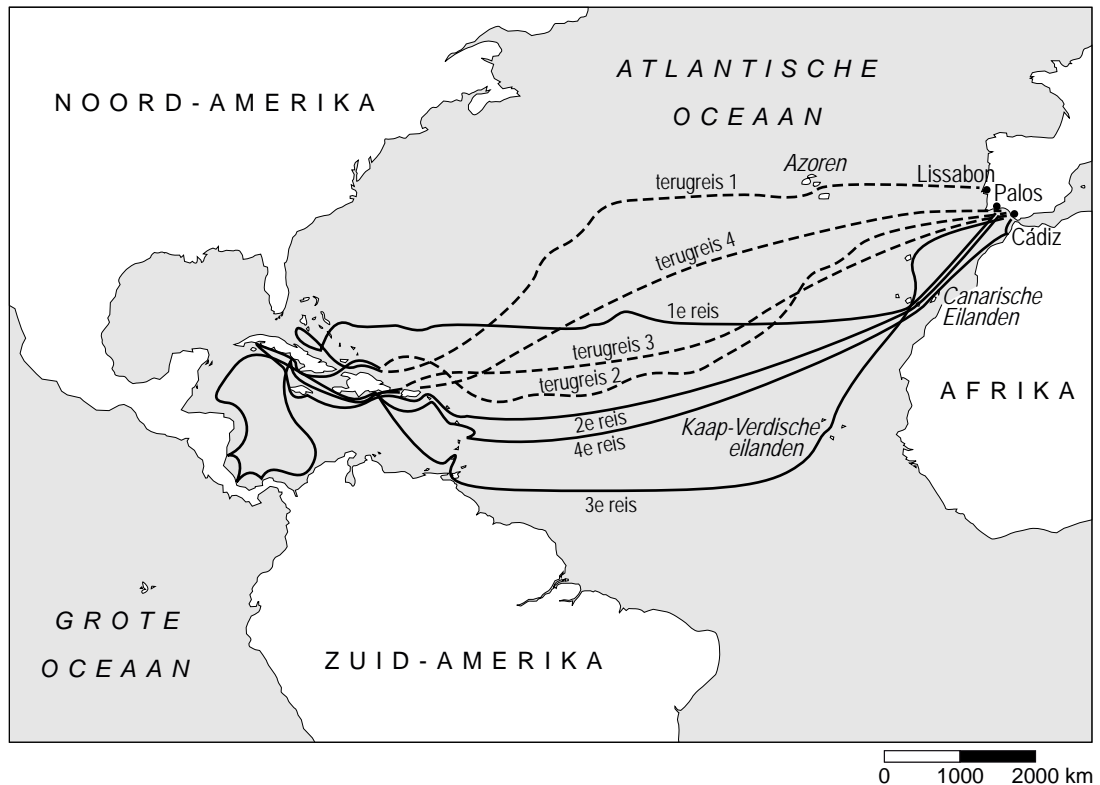 ATLANTISCHE
OCEAAN
NOORD-AMERIKA
Azoren
Lissabon
terugreis 1
Palos
Cádiz
terugreis 4
Canarische
Eilanden
1e reis
terugreis 3
terugreis 2
AFRIKA
2e reis
Kaap-Verdische
eilanden
4e reis
3e reis
GROTE
OCEAAN
ZUID-AMERIKA
0 1000 2000 km